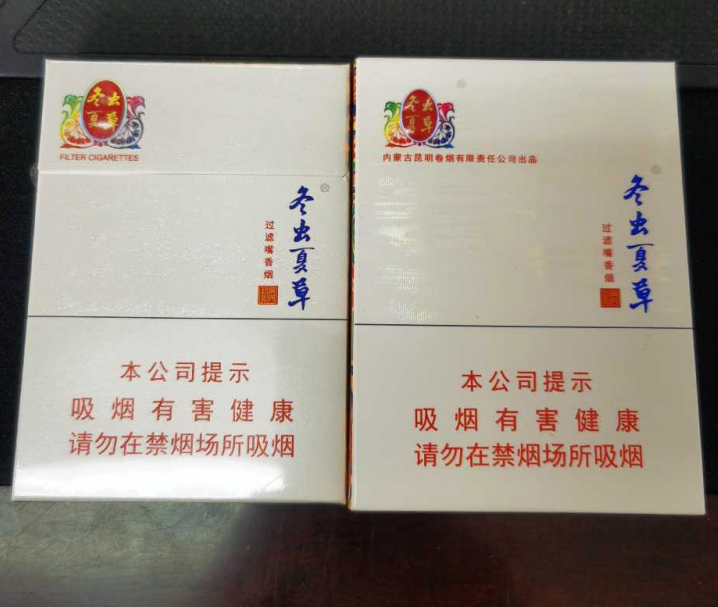 冬虫
夏草
FILTER CIGARETTES
冬虫夏草
®
过滤嘴香烟
本公司提示
吸烟有害健康
请勿在禁烟场所吸烟
冬虫
夏草
内蒙古昆明卷烟有限责任公司出品
冬虫夏草
®
过滤嘴香烟
本公司提示
吸烟有害健康
请勿在禁烟场所吸烟